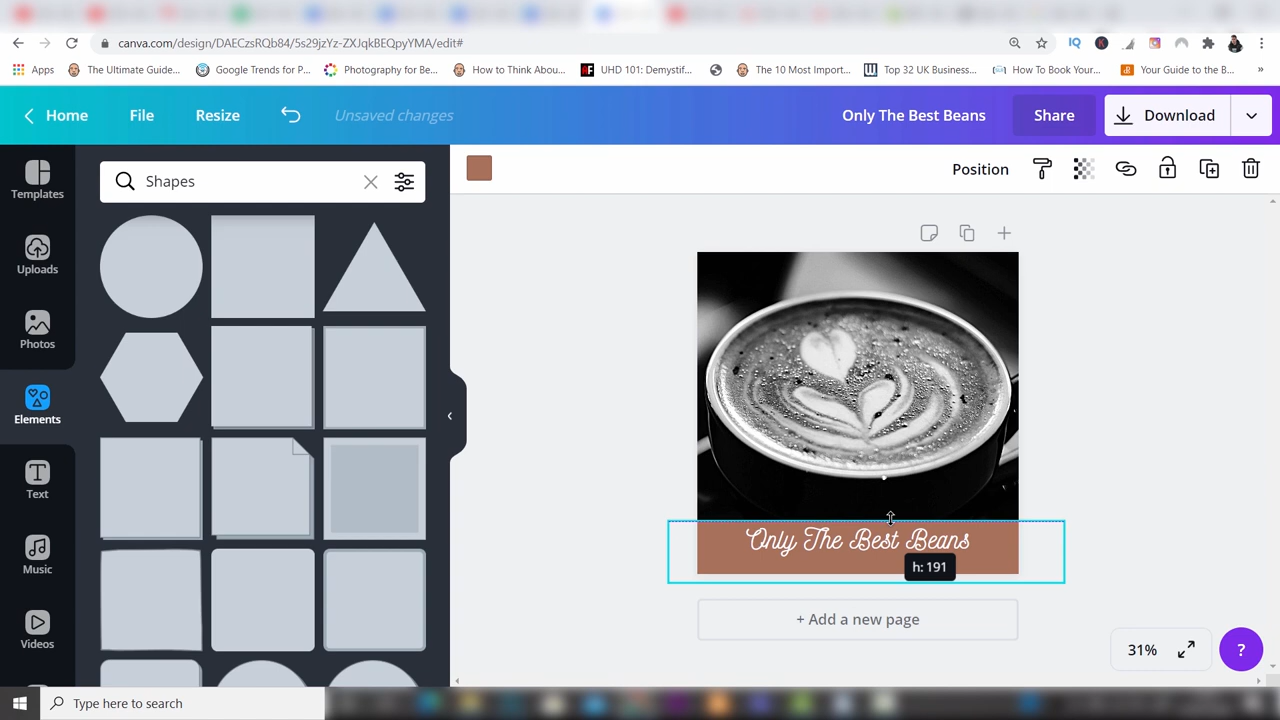 canva.com/design/DAECzsRQb84/5s29jzYz-ZXJqkBEQpyYMA/edit#
Apps
The Ultimate Guide...
Google Trends for P...
Photography for Be...
How to Think Abou...
UHD 101: Demystif...
The 10 Most Import...
Top 32 UK Business...
How To Book Your...
Your Guide to the B...
»
Home
File
Resize
Unsaved changes
Only The Best Beans
Share
Download
Templates
Uploads
Photos
Elements
Text
Music
Videos
Shapes
Position
Only The Best Beans
h: 191
+ Add a new page
31%
?
Type here to search